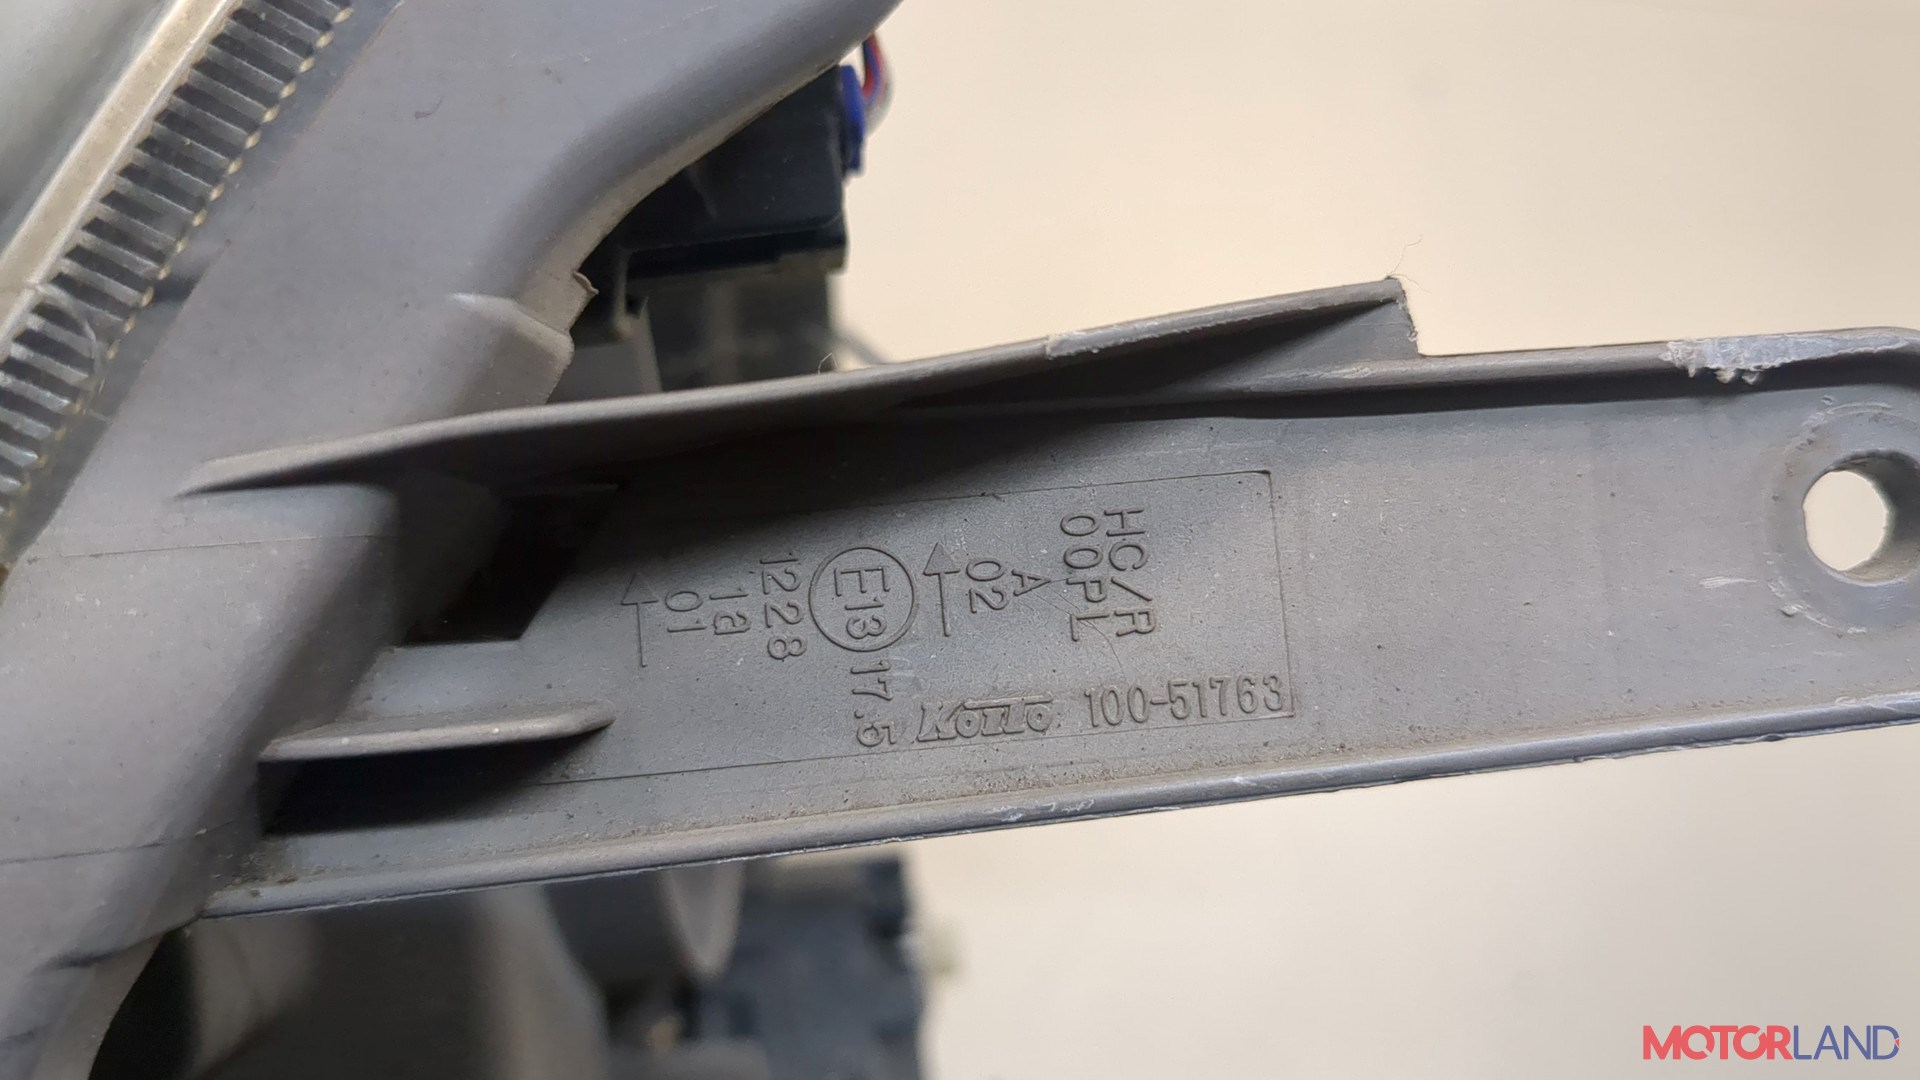 HC/R
00PL
A
02
E13
17.5
1228
1a
01
KOITO 100-51763
MOTORLAND